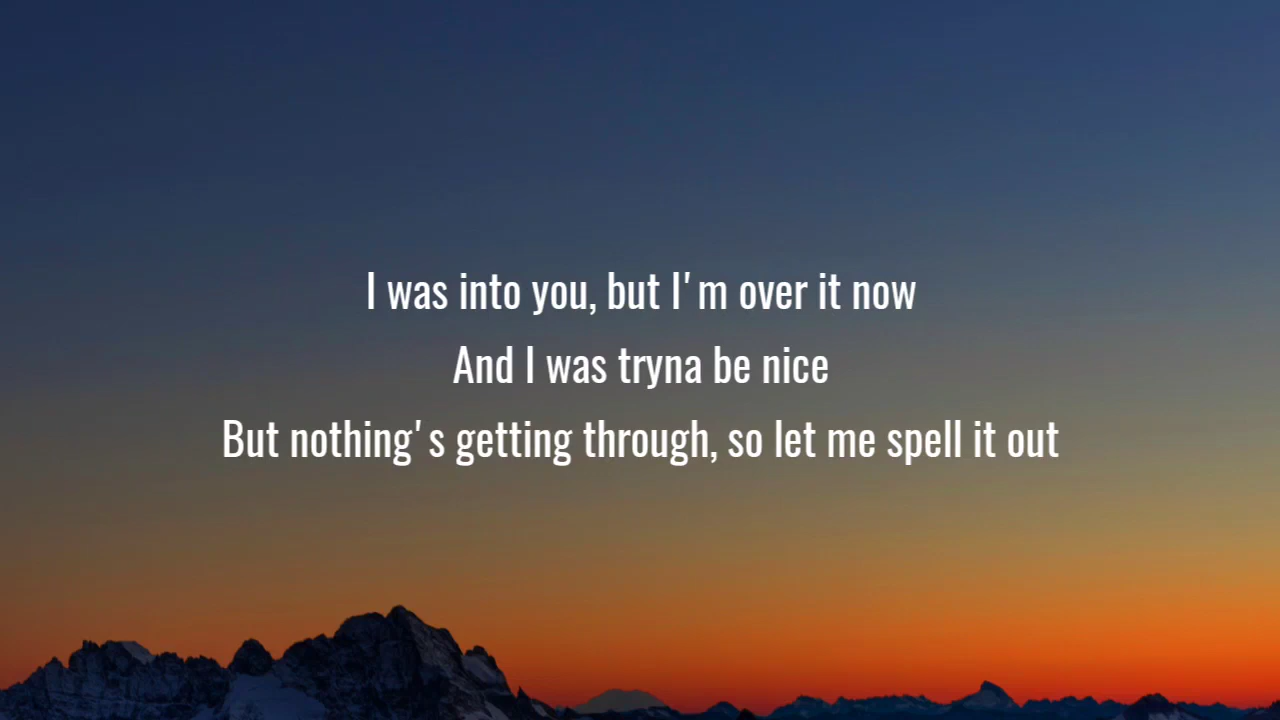 I was into you, but I'm over it now
And I was tryna be nice
But nothing's getting through, so let me spell it out